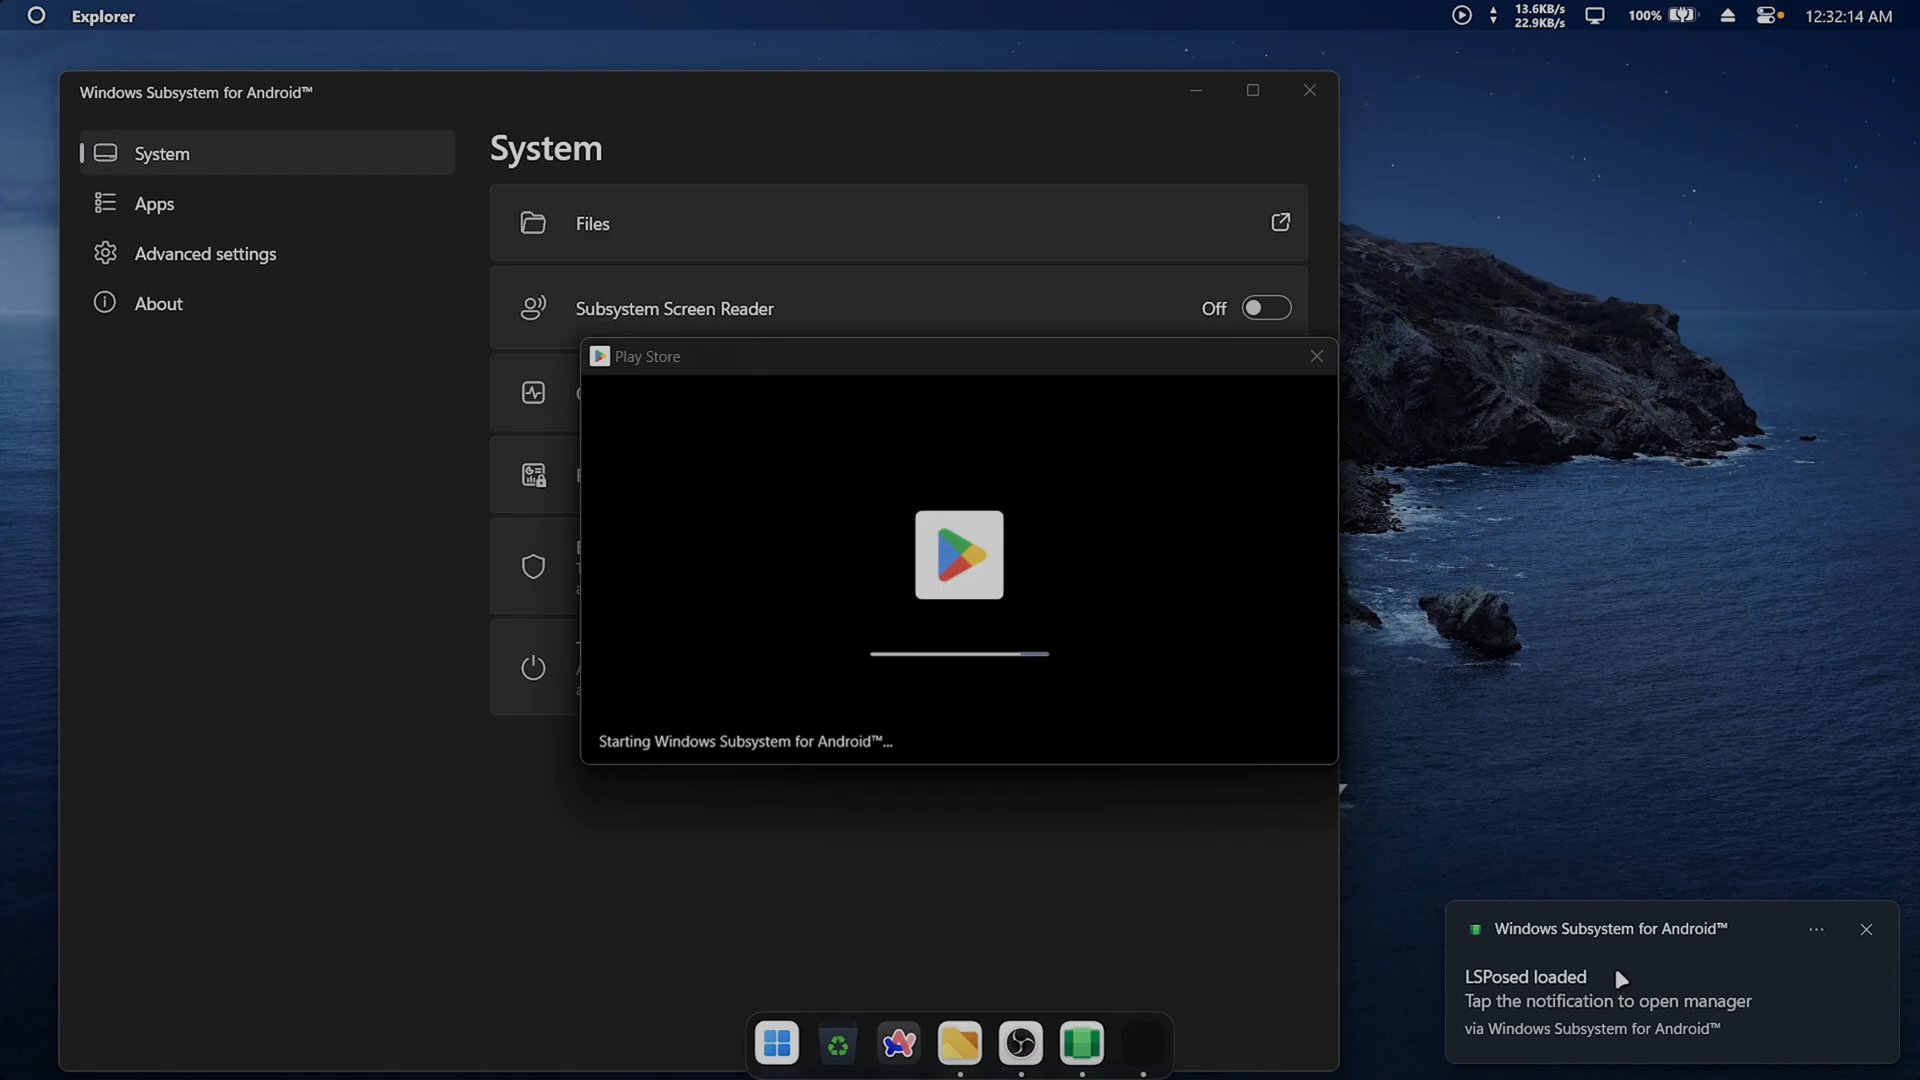 Explorer
13.6KB/s
22.9KB/s
100%
12:32:14 AM
Windows Subsystem for Android™
System
Apps
Advanced settings
About
System
Files
Subsystem Screen Reader
Off
Play Store
Starting Windows Subsystem for Android™...
Windows Subsystem for Android™
LSPosed loaded
Tap the notification to open manager
via Windows Subsystem for Android™